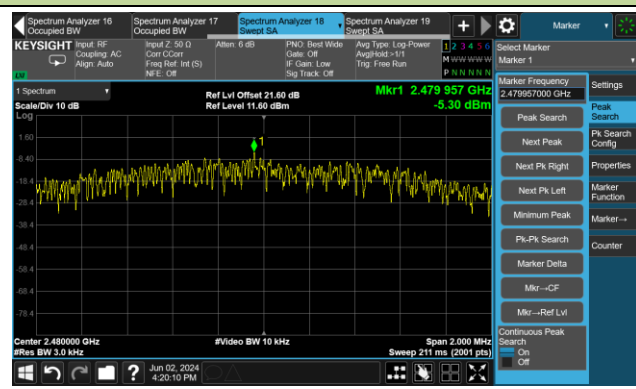 Spectrum Analyzer 16
Occupied BW
Spectrum Analyzer 17
Occupied BW
Spectrum Analyzer 18
Swept SA
Spectrum Analyzer 19
Swept SA
Marker
KEYSIGHT
Input: RF
Coupling: AC
Align: Auto
Input Z: 50 Ω
Corr CCorr
Freq Ref: Int (S)
NFE: Off
Atten: 6 dB
PNO: Best Wide
Gate: Off
IF Gain: Low
Sig Track: Off
Avg Type: Log-Power
Avg|Hold:>1/1
Trig: Free Run
1 2 3 4 5 6
M W W W W W
P N N N N N
LW
Select Marker
Marker 1
1 Spectrum
Scale/Div 10 dB
Log
Ref Lvl Offset 21.60 dB
Ref Level 11.60 dBm
Mkr1 2.479 957 GHz
-5.30 dBm
1
1.60
-8.40
-18.4
-28.4
-38.4
-48.4
-58.4
-68.4
-78.4
Center 2.480000 GHz
#Res BW 3.0 kHz
#Video BW 10 kHz
Span 2.000 MHz
Sweep 211 ms (2001 pts)
Marker Frequency
2.479957000 GHz
Peak Search
Next Peak
Next Pk Right
Next Pk Left
Minimum Peak
Pk-Pk Search
Marker Delta
Mkr→CF
Mkr→Ref Lvl
Continuous Peak
Search
On
Off
Settings
Peak
Search
Pk Search
Config
Properties
Marker
Function
Marker→
Counter
Jun 02, 2024
4:20:10 PM